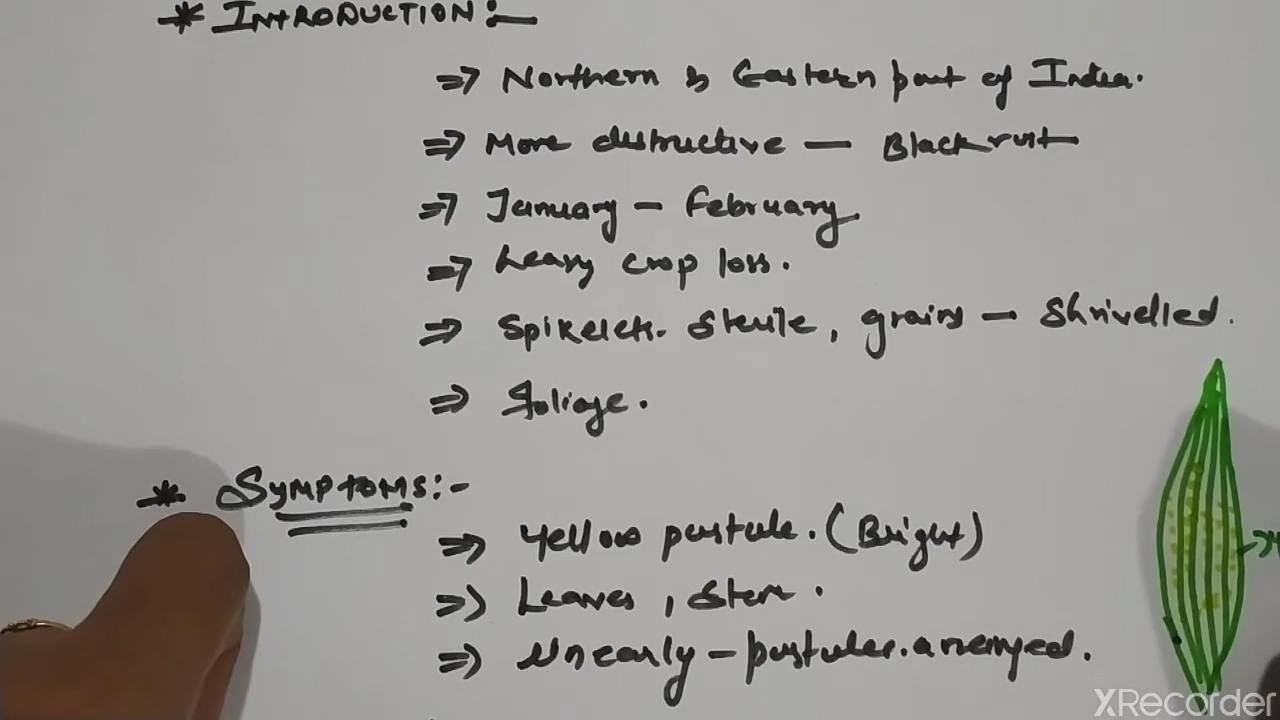 * INTRODUCTION:-
⇒ Northern & Eastern part of India.
⇒ More destructive - Black rust
⇒ January - February
⇒ Heavy crop loss.
⇒ Spikelets. Sterile, grains - Shrivelled.
⇒ Foliage.
* SYMPTOMS:-
⇒ Yellow pustule. (Bright)
⇒ Leaves, Stem.
⇒ Linearly - pustules. arranged.
XRecorder